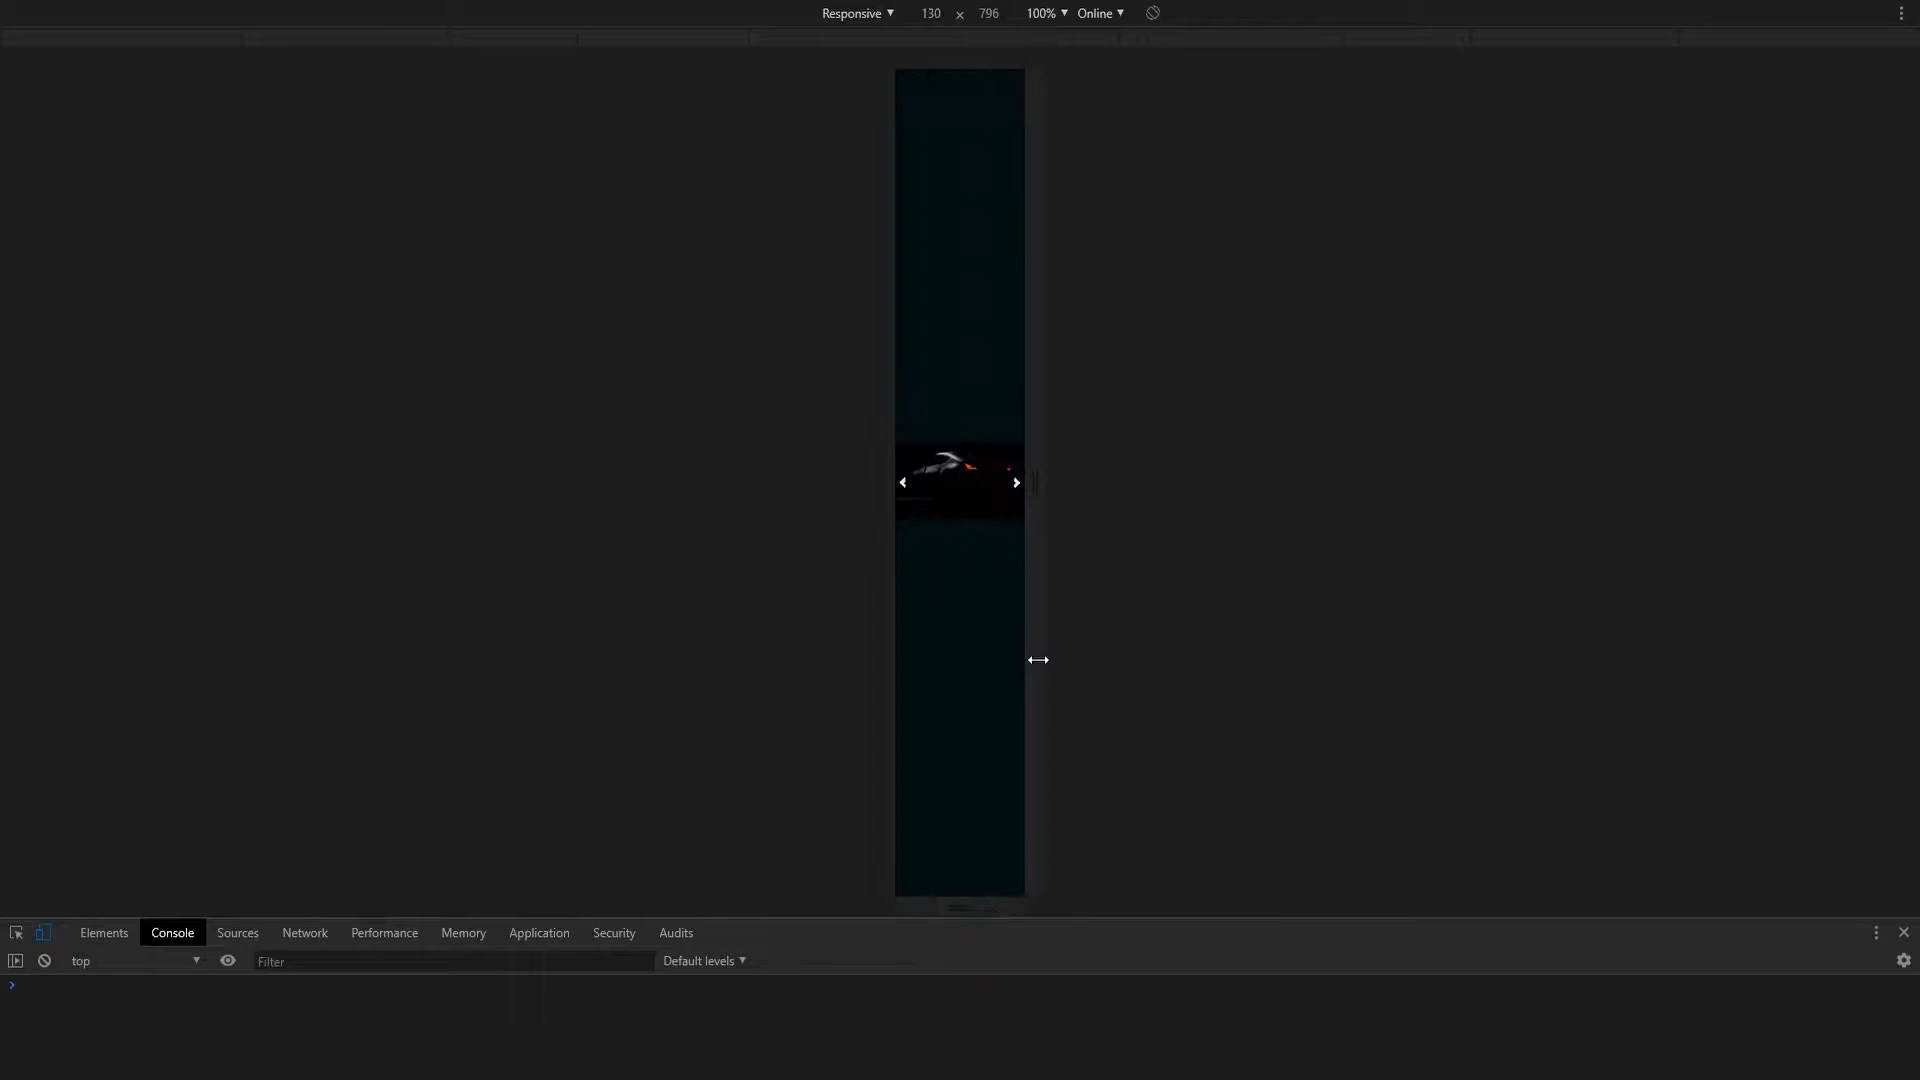 Responsive ▼ 130 x 796 100% ▼ Online ▼
Elements Console Sources Network Performance Memory Application Security Audits
top ▼ Filter Default levels ▼